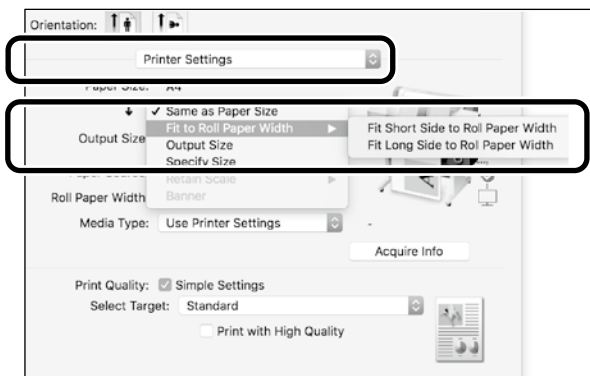 Orientation:
Printer Settings
Paper Size: A4
✓ Same as Paper Size
Fit to Roll Paper Width
Fit Short Side to Roll Paper Width
Output Size
Output Size
Fit Long Side to Roll Paper Width
Specify Size
Paper Source:
Retain Scale
Roll Paper Width
Banner
Media Type: Use Printer Settings
-
Acquire Info
Print Quality: Simple Settings
Select Target: Standard
Print with High Quality